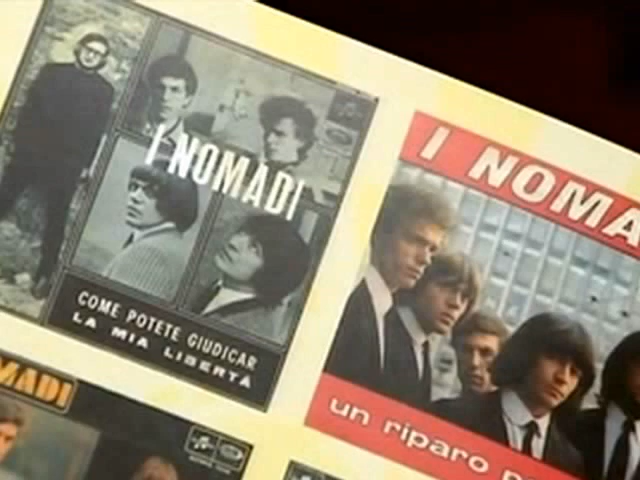 I NOMADI
COME POTETE GIUDICAR
LA MIA LIBERTÀ
I NOMA
un riparo
MADI